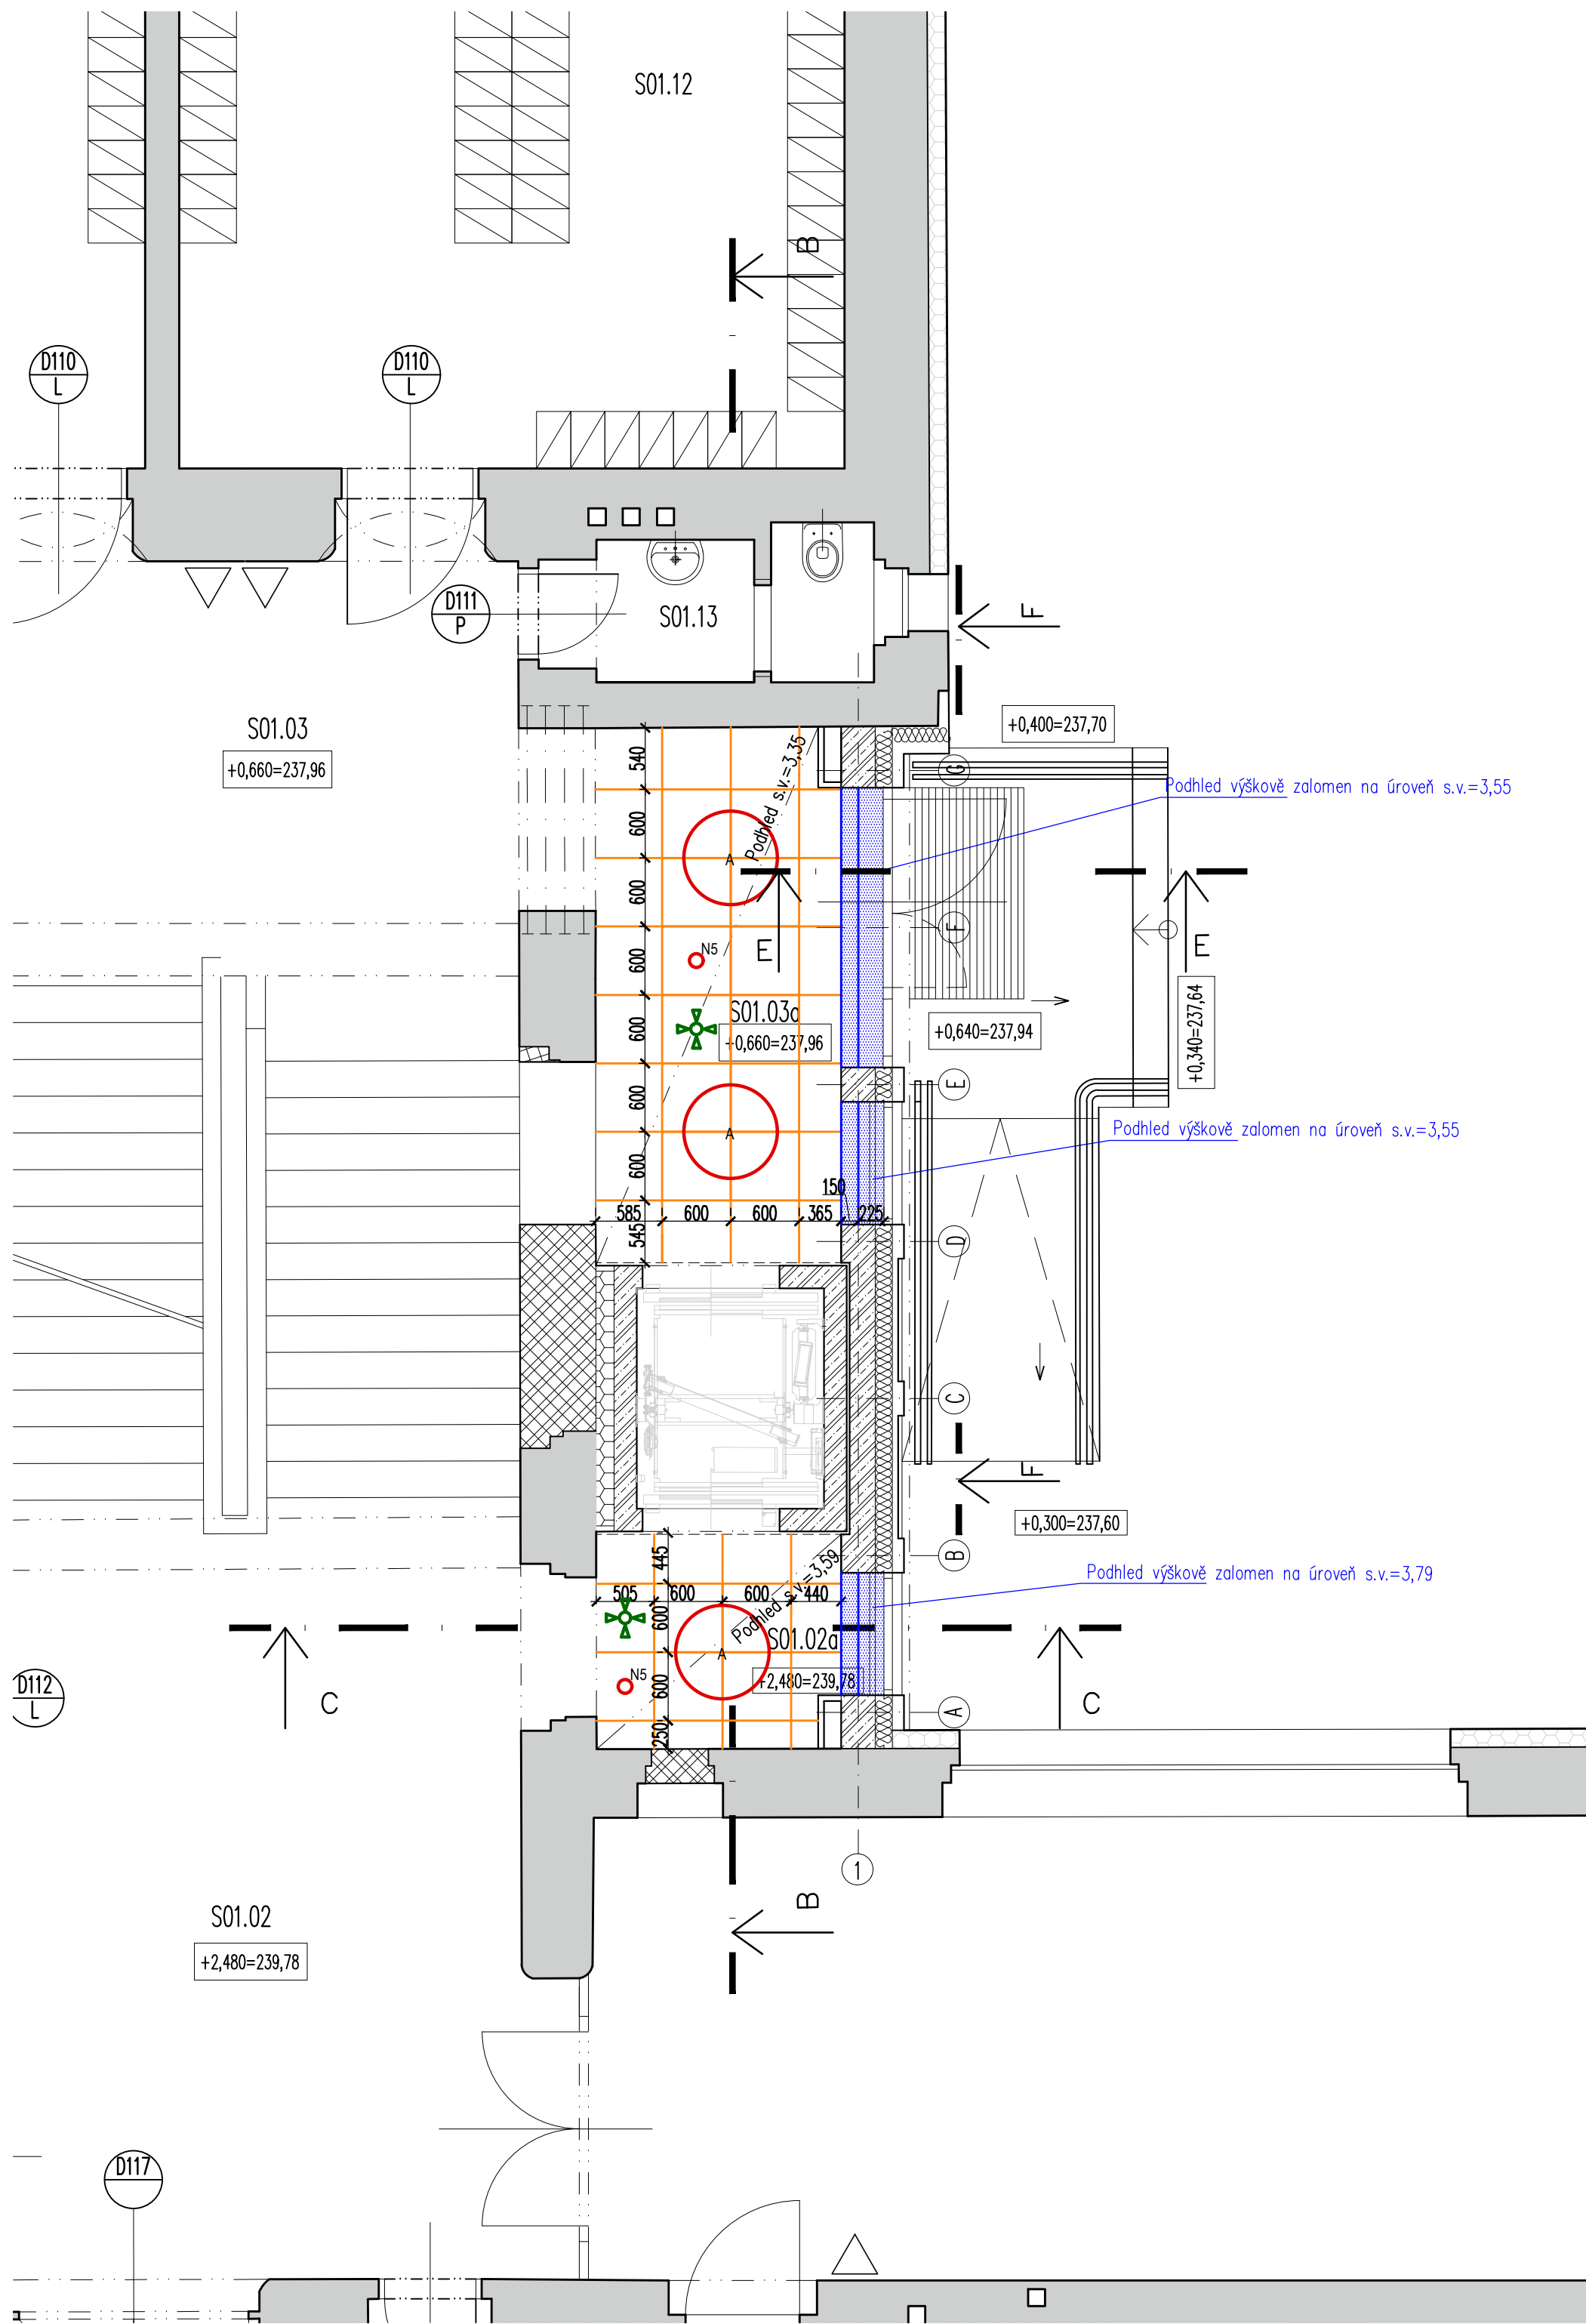 S01.12
B
D110
L
D110
L
D111
P
S01.13
F
S01.03
+0,660=237,96
+0,400=237,70
540
Podhled s.v.=3,35
G
Podhled výškově zalomen na úroveň s.v.=3,55
600
A
600
E
F
E
N5
600
S01.03a
+0,660=237,96
600
+0,640=237,94
+0,340=237,64
E
600
A
Podhled výškově zalomen na úroveň s.v.=3,55
600
150
585
600
600
365
225
545
D
C
F
+0,300=237,60
445
B
Podhled s.v.=3,59
Podhled výškově zalomen na úroveň s.v.=3,79
505
600
600
440
600
S01.02a
A
N5
+2,480=239,78
600
D112
L
C
C
A
250
1
B
S01.02
+2,480=239,78
D117